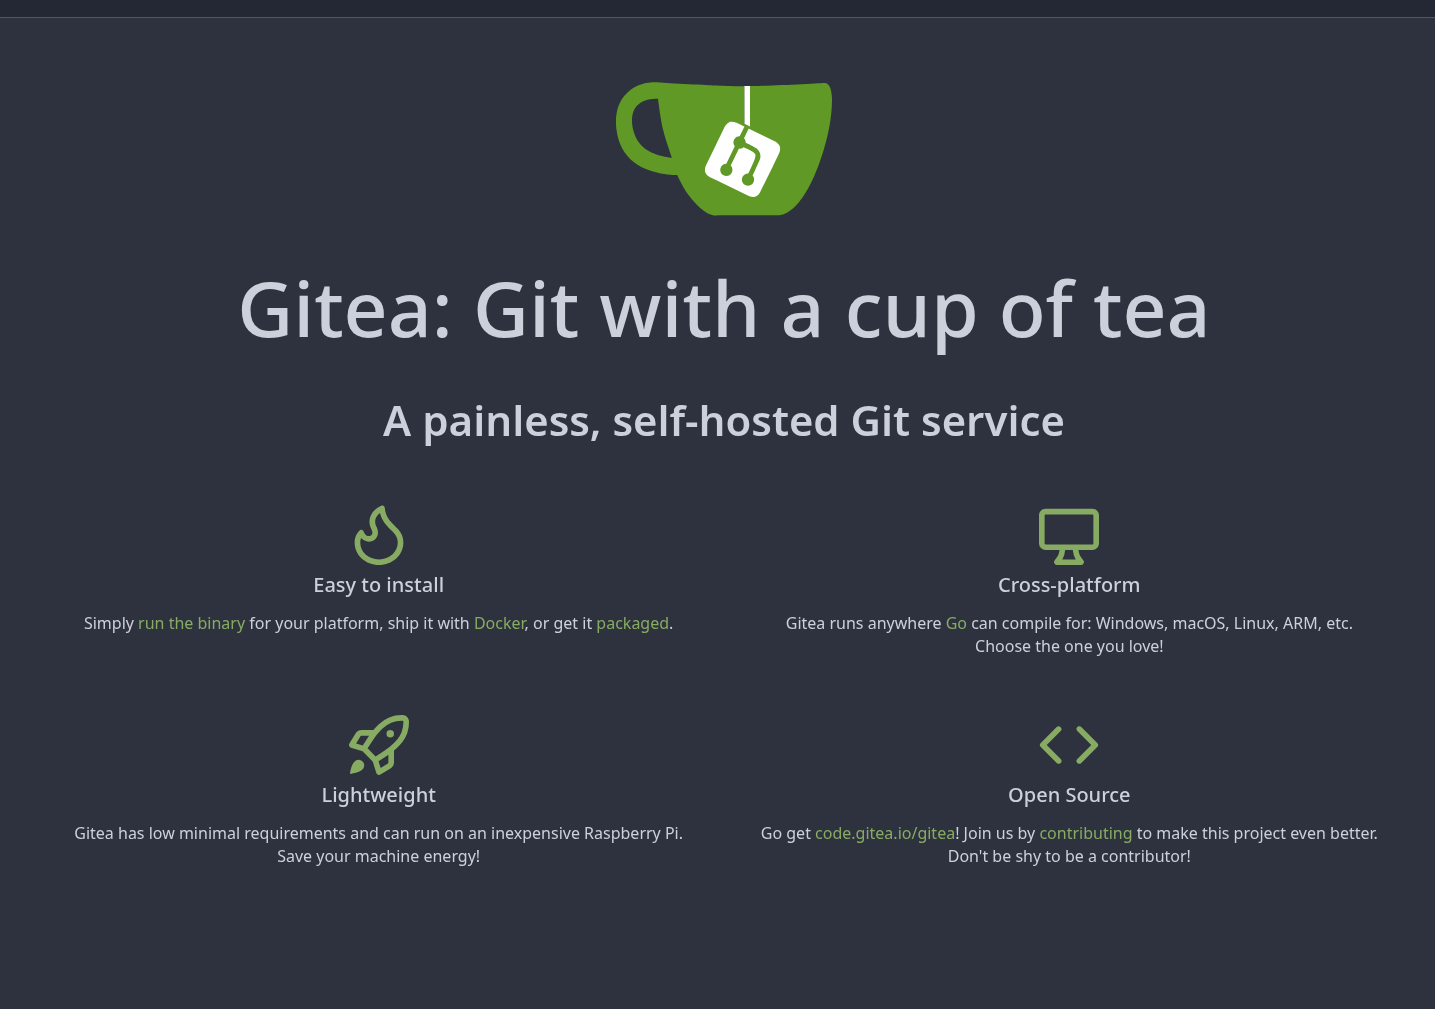 Gitea: Git with a cup of tea
A painless, self-hosted Git service
Easy to install
Simply run the binary for your platform, ship it with Docker, or get it packaged.
Cross-platform
Gitea runs anywhere Go can compile for: Windows, macOS, Linux, ARM, etc.
Choose the one you love!
Lightweight
Gitea has low minimal requirements and can run on an inexpensive Raspberry Pi.
Save your machine energy!
Open Source
Go get code.gitea.io/gitea! Join us by contributing to make this project even better.
Don't be shy to be a contributor!